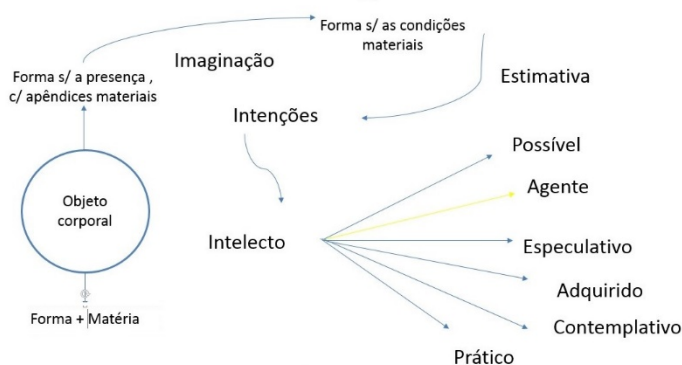 Forma s/ as condições
materiais
Imaginação
Forma s/ a presença ,
c/ apêndices materiais
Estimativa
Intenções
Possível
Agente
Objeto
corporal
Intelecto
Especulativo
Adquirido
Contemplativo
Forma + Matéria
Prático